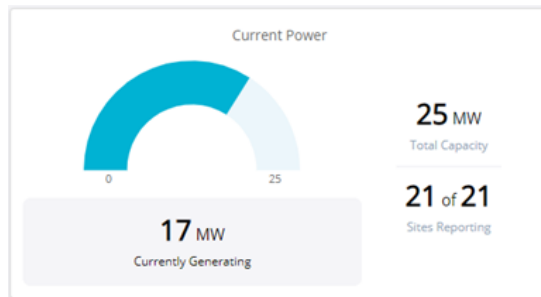 Current Power
0
25
17 MW
Currently Generating
25 MW
Total Capacity
21 of 21
Sites Reporting